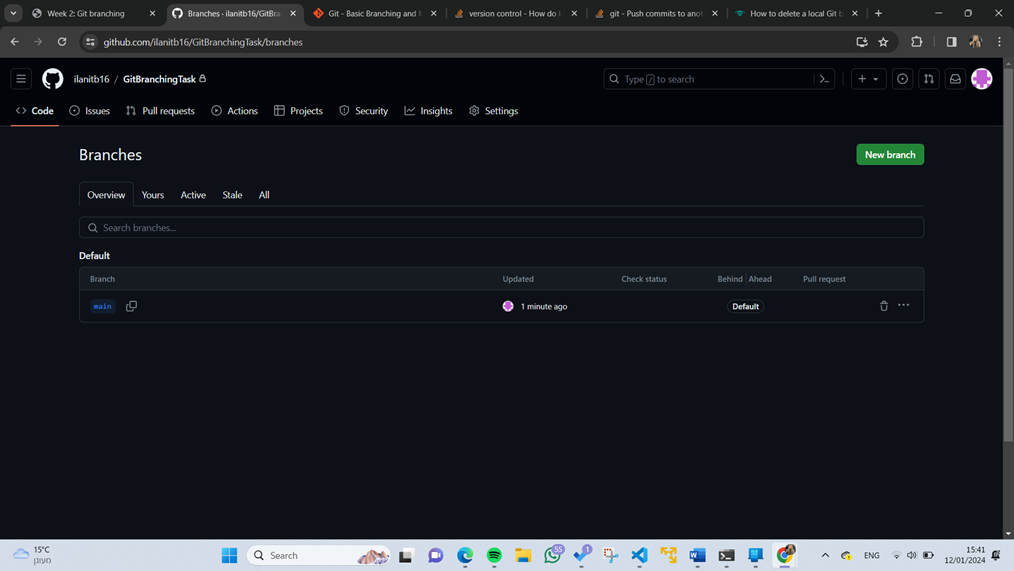 Week 2: Git branching
Branches · ilanitb16/GitBra
Git - Basic Branching and M
version control - How do I
git - Push commits to anot
How to delete a local Git b
github.com/ilanitb16/GitBranchingTask/branches
ilanitb16 / GitBranchingTask
Type / to search
Code
Issues
Pull requests
Actions
Projects
Security
Insights
Settings
Branches
New branch
Overview
Yours
Active
Stale
All
Search branches...
Default
Branch Updated Check status Behind Ahead Pull request
main 1 minute ago Default
15°C
מעונן
Search
55
1
ENG
15:41
12/01/2024